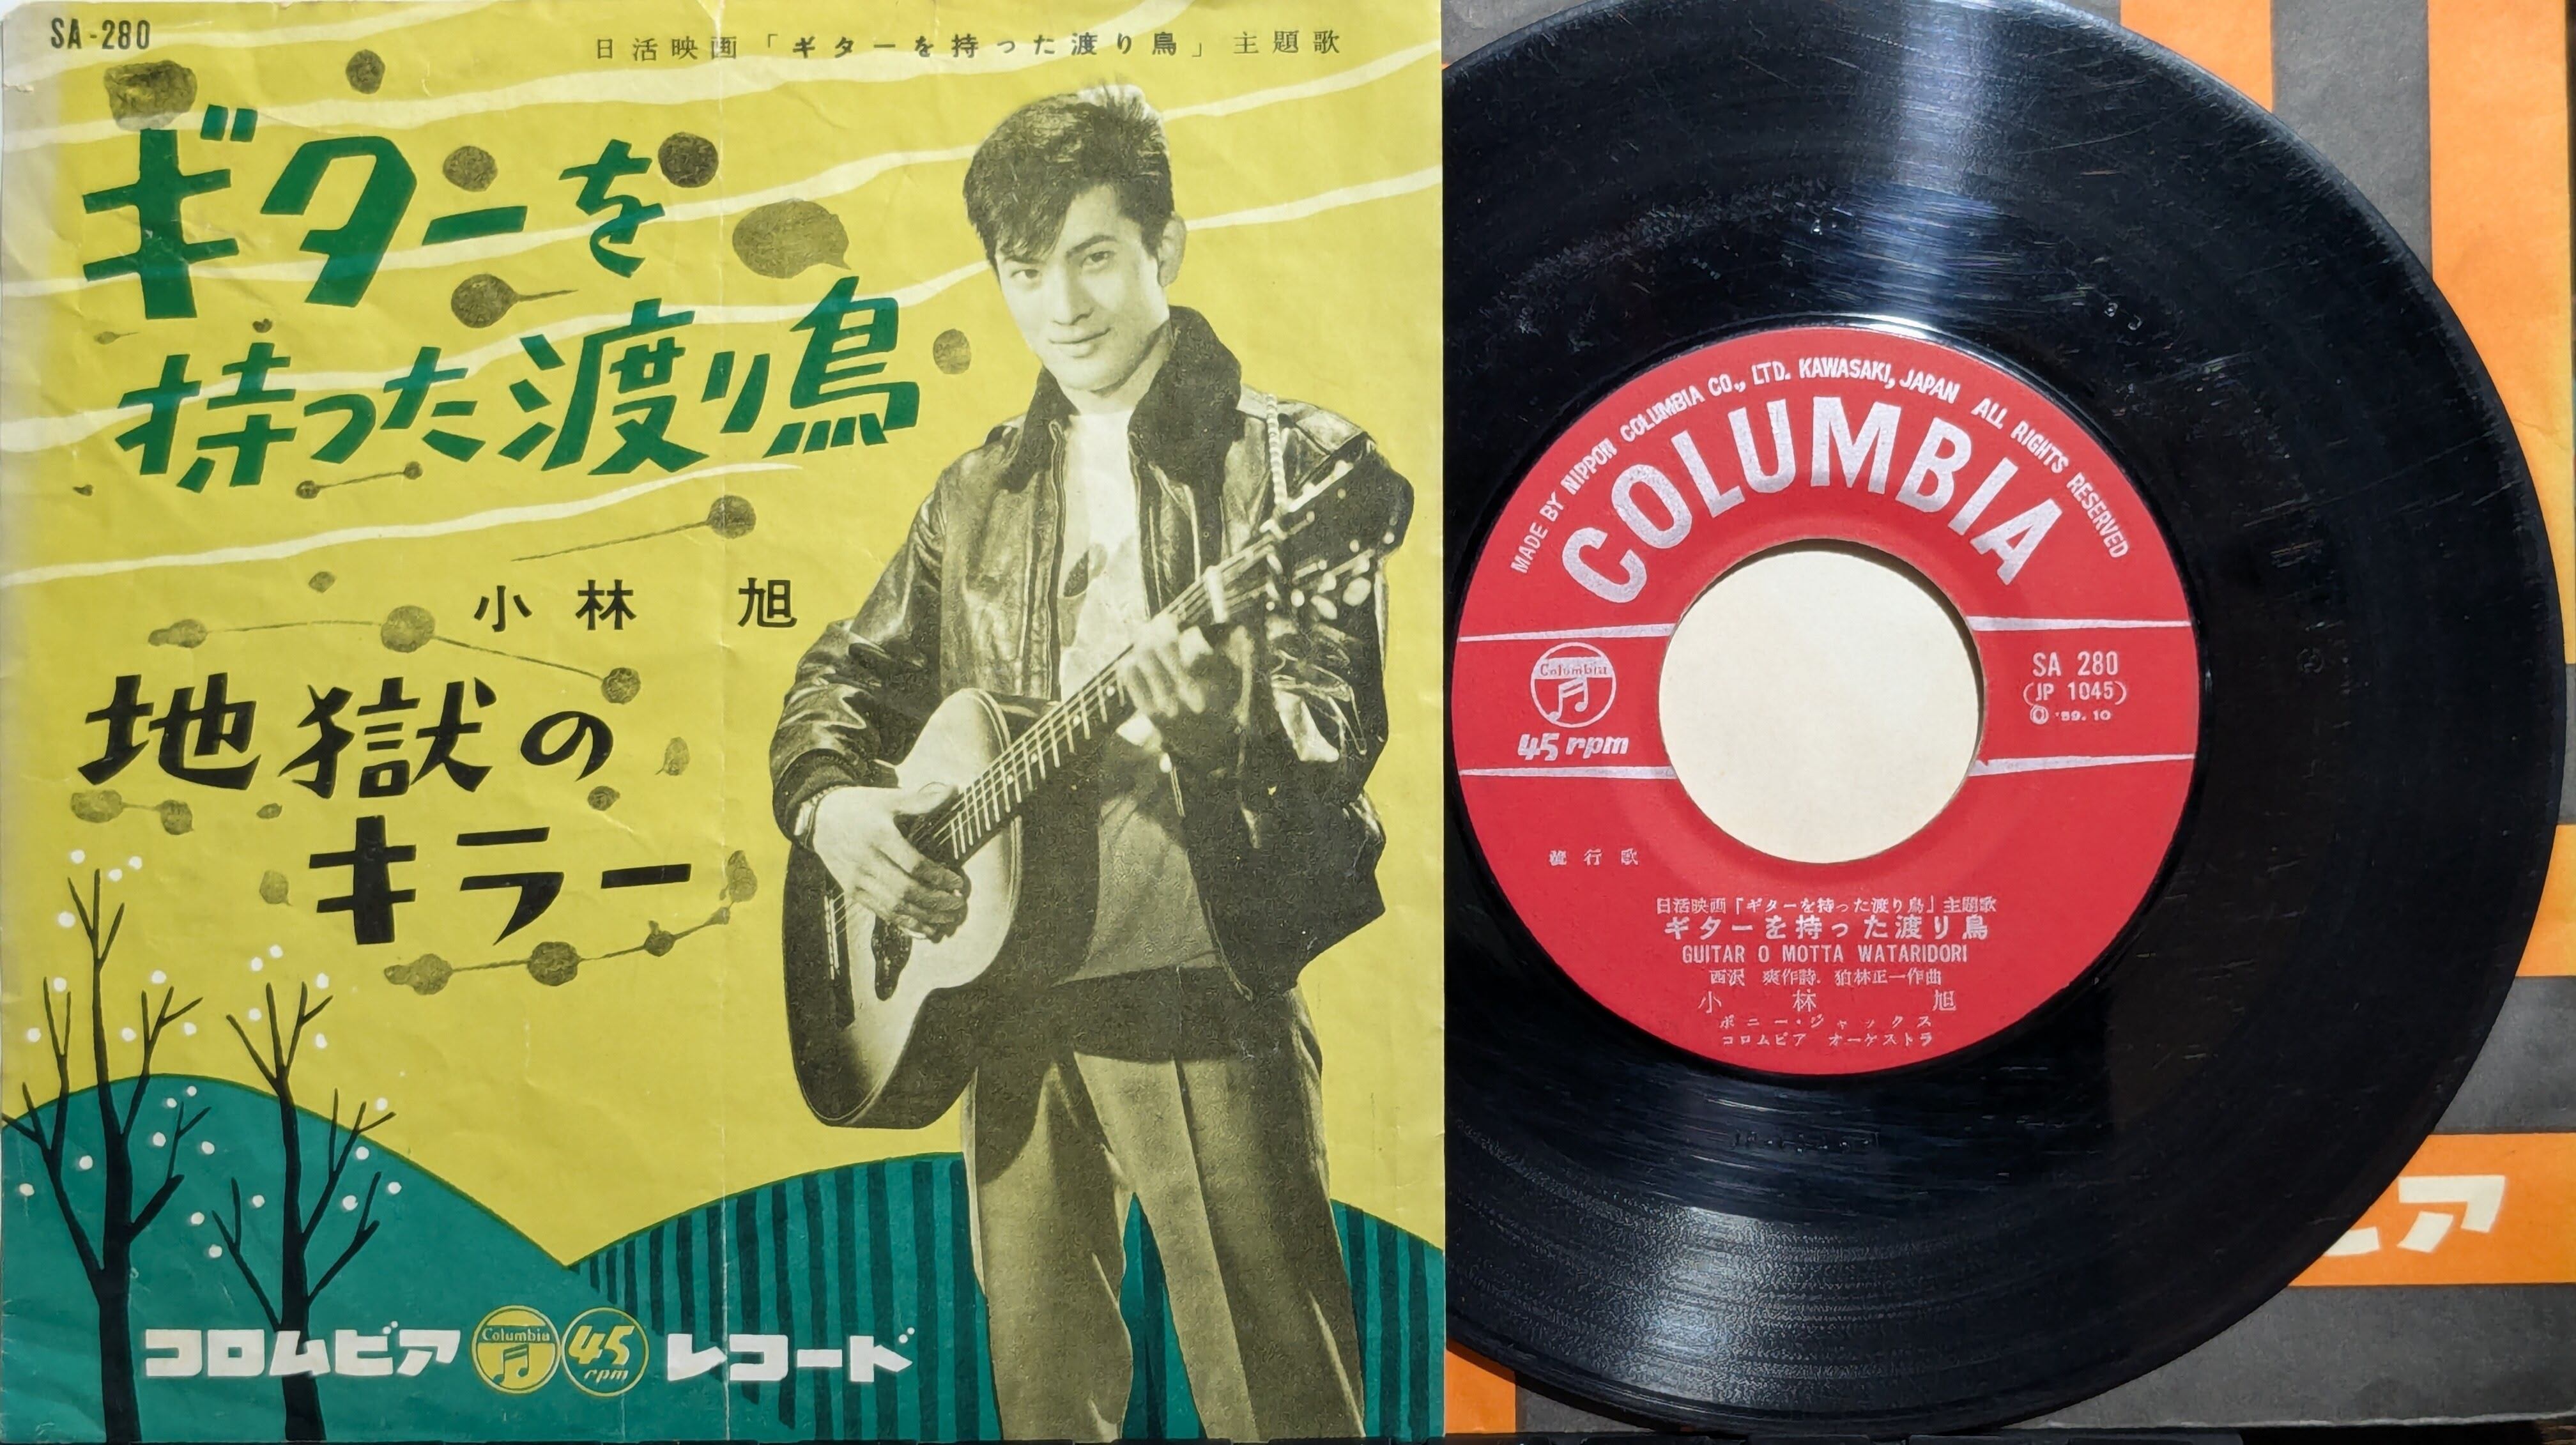 SA-280
日活映画「ギターを持った渡り鳥」主題歌
ギターを
持った渡り鳥
小林 旭
地獄の
キラー
コロムビア Columbia 45 rpm レコード
MADE BY NIPPON COLUMBIA CO., LTD. KAWASAKI, JAPAN ALL RIGHTS RESERVED
COLUMBIA
Columbia
45 rpm
SA 280
(JP 1045)
Ⓒ '59.10
流行歌
日活映画「ギターを持った渡り鳥」主題歌
ギターを持った渡り鳥
GUITAR O MOTTA WATARIDORI
西沢 爽作詩. 狛林正一作曲
小林旭
ボニー・ジャックス
コロムビア オーケストラ
ビア